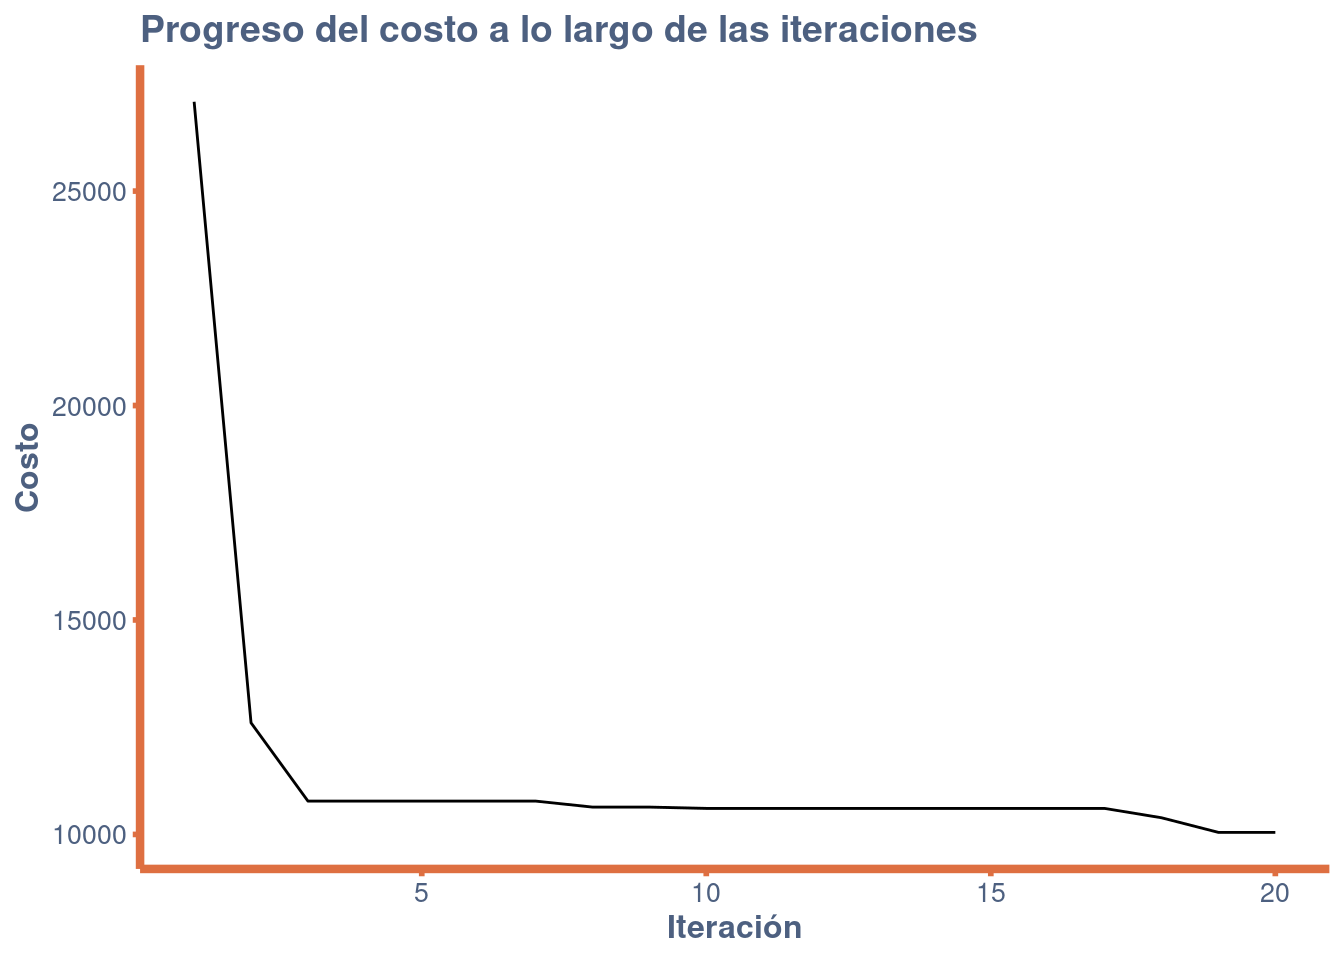 Progreso del costo a lo largo de las iteraciones
Costo
25000
20000
15000
10000
5 10 15 20
Iteración